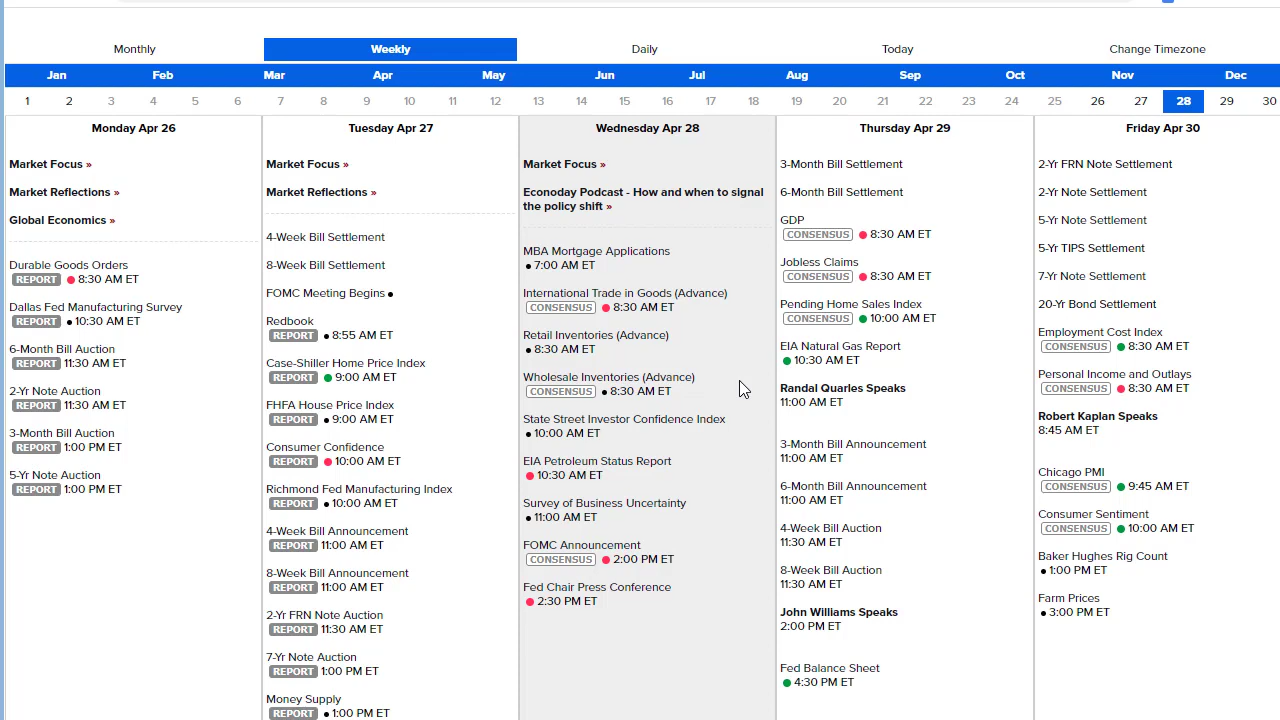 Monthly
Weekly
Daily
Today
Change Timezone
Jan Feb Mar Apr May Jun Jul Aug Sep Oct Nov Dec
1 2 3 4 5 6 7 8 9 10 11 12 13 14 15 16 17 18 19 20 21 22 23 24 25 26 27 28 29 30
Monday Apr 26
Market Focus »
Market Reflections »
Global Economics »
Durable Goods Orders
REPORT 8:30 AM ET
Dallas Fed Manufacturing Survey
REPORT 10:30 AM ET
6-Month Bill Auction
REPORT 11:30 AM ET
2-Yr Note Auction
REPORT 11:30 AM ET
3-Month Bill Auction
REPORT 1:00 PM ET
5-Yr Note Auction
REPORT 1:00 PM ET
Tuesday Apr 27
Market Focus »
Market Reflections »
4-Week Bill Settlement
8-Week Bill Settlement
FOMC Meeting Begins
Redbook
REPORT 8:55 AM ET
Case-Shiller Home Price Index
REPORT 9:00 AM ET
FHFA House Price Index
REPORT 9:00 AM ET
Consumer Confidence
REPORT 10:00 AM ET
Richmond Fed Manufacturing Index
REPORT 10:00 AM ET
4-Week Bill Announcement
REPORT 11:00 AM ET
8-Week Bill Announcement
REPORT 11:00 AM ET
2-Yr FRN Note Auction
REPORT 11:30 AM ET
7-Yr Note Auction
REPORT 1:00 PM ET
Money Supply
REPORT 1:00 PM ET
Wednesday Apr 28
Market Focus »
Econoday Podcast - How and when to signal
the policy shift »
MBA Mortgage Applications
7:00 AM ET
International Trade in Goods (Advance)
CONSENSUS 8:30 AM ET
Retail Inventories (Advance)
8:30 AM ET
Wholesale Inventories (Advance)
CONSENSUS 8:30 AM ET
State Street Investor Confidence Index
10:00 AM ET
EIA Petroleum Status Report
10:30 AM ET
Survey of Business Uncertainty
11:00 AM ET
FOMC Announcement
CONSENSUS 2:00 PM ET
Fed Chair Press Conference
2:30 PM ET
Thursday Apr 29
3-Month Bill Settlement
6-Month Bill Settlement
GDP
CONSENSUS 8:30 AM ET
Jobless Claims
CONSENSUS 8:30 AM ET
Pending Home Sales Index
CONSENSUS 10:00 AM ET
EIA Natural Gas Report
10:30 AM ET
Randal Quarles Speaks
11:00 AM ET
3-Month Bill Announcement
11:00 AM ET
6-Month Bill Announcement
11:00 AM ET
4-Week Bill Auction
11:30 AM ET
8-Week Bill Auction
11:30 AM ET
John Williams Speaks
2:00 PM ET
Fed Balance Sheet
4:30 PM ET
Friday Apr 30
2-Yr FRN Note Settlement
2-Yr Note Settlement
5-Yr Note Settlement
5-Yr TIPS Settlement
7-Yr Note Settlement
20-Yr Bond Settlement
Employment Cost Index
CONSENSUS 8:30 AM ET
Personal Income and Outlays
CONSENSUS 8:30 AM ET
Robert Kaplan Speaks
8:45 AM ET
Chicago PMI
CONSENSUS 9:45 AM ET
Consumer Sentiment
CONSENSUS 10:00 AM ET
Baker Hughes Rig Count
1:00 PM ET
Farm Prices
3:00 PM ET